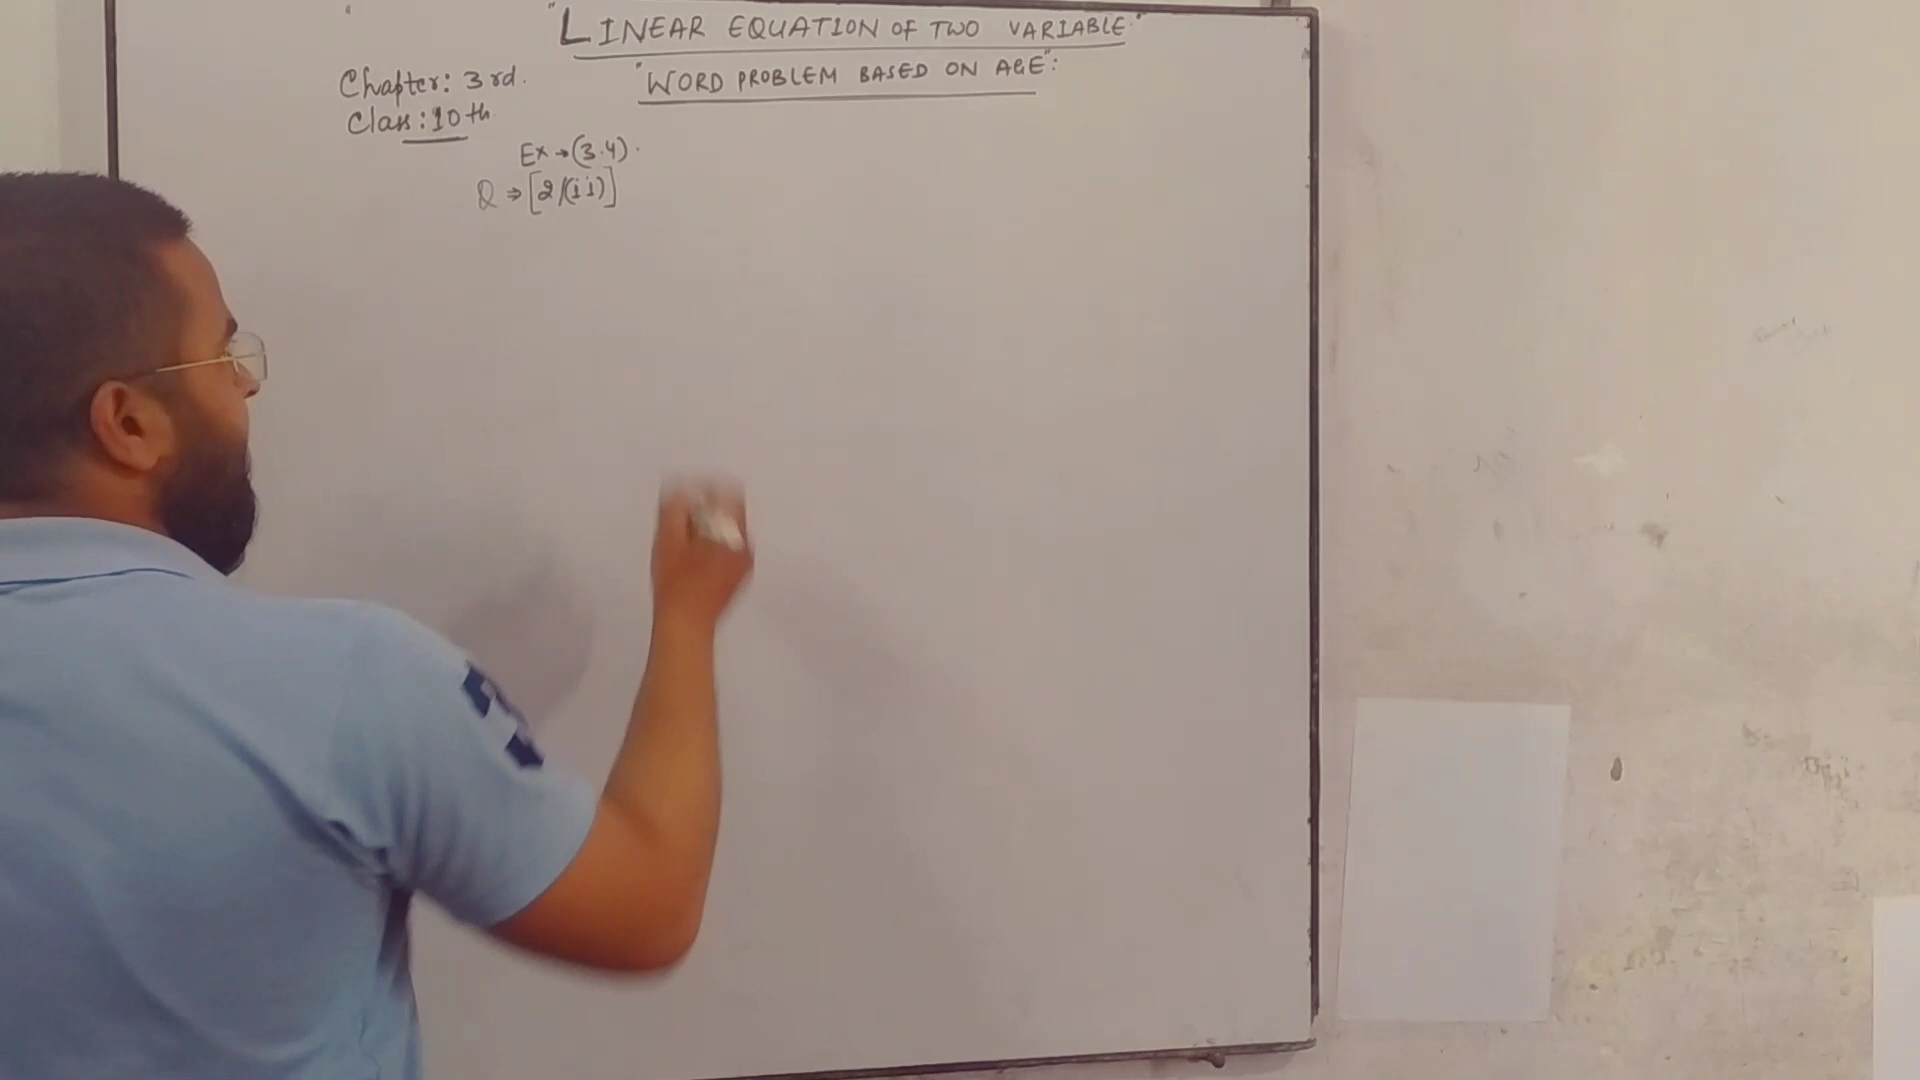 "LINEAR EQUATION OF TWO VARIABLE."
"WORD PROBLEM BASED ON AGE":
Chapter: 3rd.
Class: 10th
Ex → (3.4).
Q ⇒ [2/(ii)]